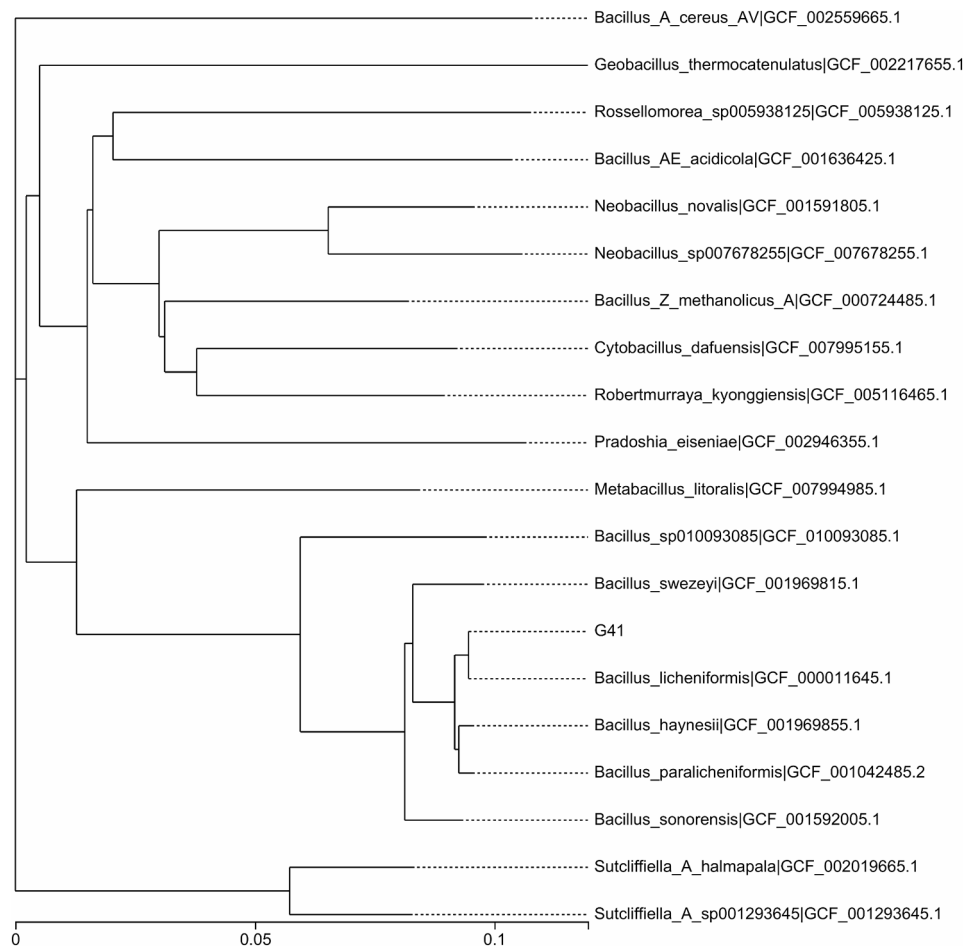 Bacillus_A_cereus_AV|GCF_002559665.1
Geobacillus_thermocatenulatus|GCF_002217655.1
Rossellomorea_sp005938125|GCF_005938125.1
Bacillus_AE_acidicola|GCF_001636425.1
Neobacillus_novalis|GCF_001591805.1
Neobacillus_sp007678255|GCF_007678255.1
Bacillus_Z_methanolicus_A|GCF_000724485.1
Cytobacillus_dafuensis|GCF_007995155.1
Robertmurraya_kyonggiensis|GCF_005116465.1
Pradoshia_eiseniae|GCF_002946355.1
Metabacillus_litoralis|GCF_007994985.1
Bacillus_sp010093085|GCF_010093085.1
Bacillus_swezeyi|GCF_001969815.1
G41
Bacillus_licheniformis|GCF_000011645.1
Bacillus_haynesii|GCF_001969855.1
Bacillus_paralicheniformis|GCF_001042485.2
Bacillus_sonorensis|GCF_001592005.1
Sutcliffiella_A_halmapala|GCF_002019665.1
Sutcliffiella_A_sp001293645|GCF_001293645.1
0 0.05 0.1